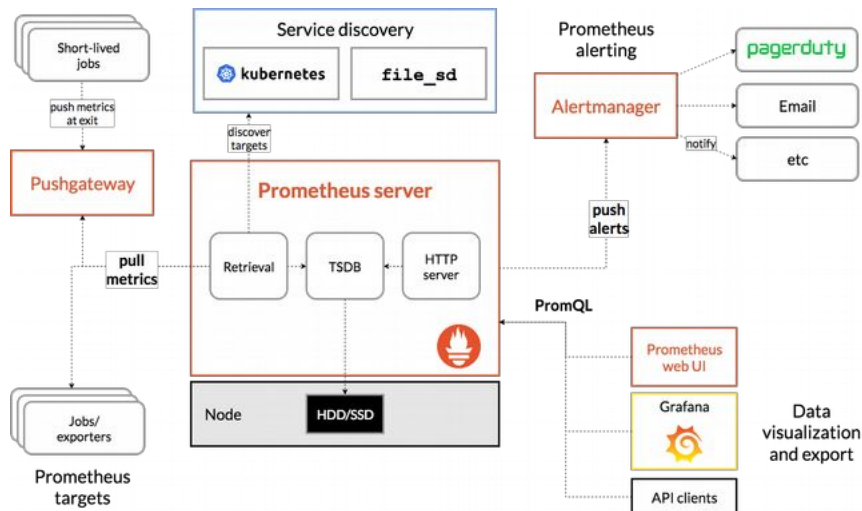 Short-lived
jobs
push metrics
at exit
Pushgateway
pull
metrics
Jobs/
exporters
Prometheus
targets
Service discovery
kubernetes
file_sd
discover
targets
Prometheus server
Retrieval
TSDB
HTTP
server
Node
HDD/SSD
Prometheus
alerting
Alertmanager
pagerduty
Email
notify
etc
push
alerts
PromQL
Prometheus
web UI
Grafana
API clients
Data
visualization
and export